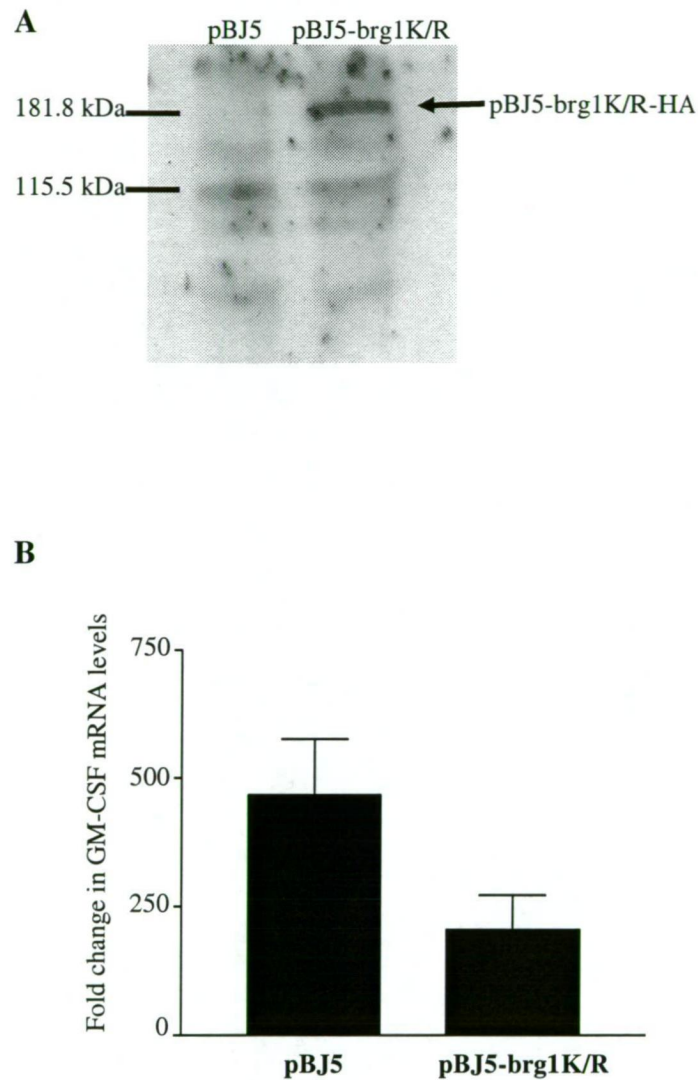 A
pBJ5 pBJ5-brg1K/R
181.8 kDa
pBJ5-brg1K/R-HA
115.5 kDa
B
Fold change in GM-CSF mRNA levels
750
500
250
0
pBJ5 pBJ5-brg1K/R